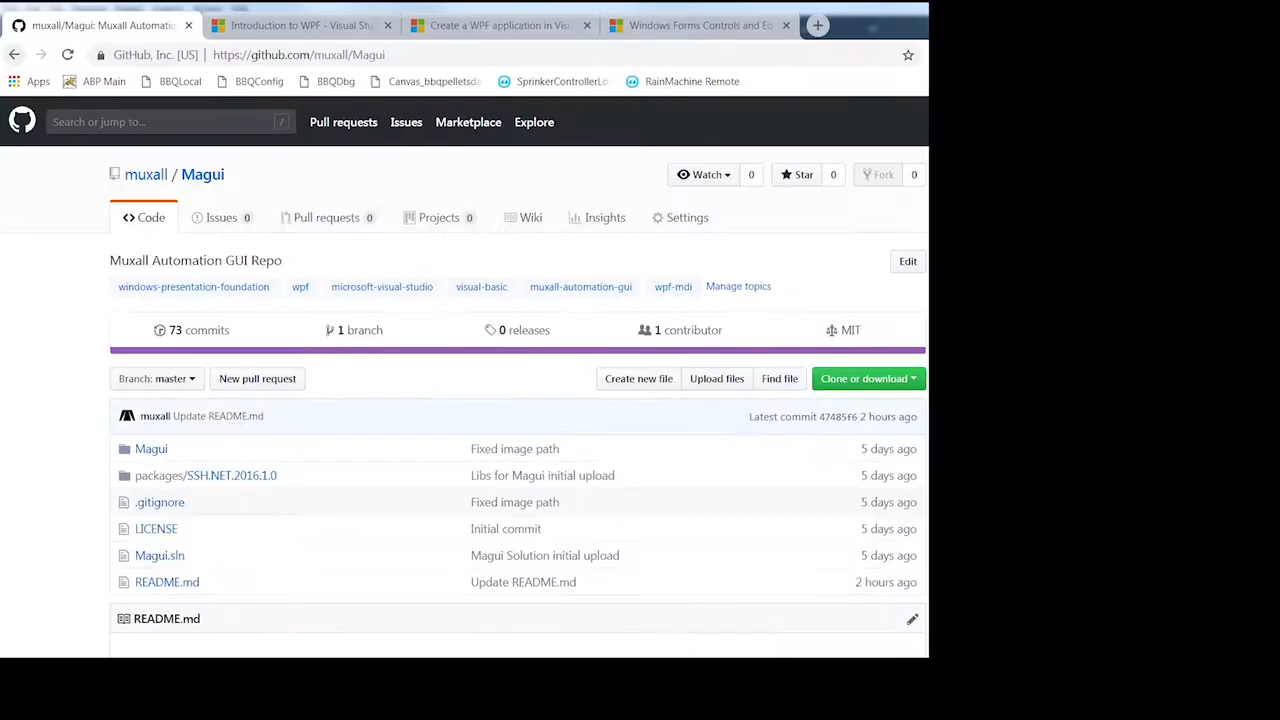 muxall/Magui: Muxall Automatio
Introduction to WPF - Visual Stu
Create a WPF application in Visu
Windows Forms Controls and Eq
GitHub, Inc. [US] | https://github.com/muxall/Magui
Apps ABP Main BBQLocal BBQConfig BBQDbg Canvas_bbqpelletsda SprinkerControllerLo RainMachine Remote
Search or jump to... / Pull requests Issues Marketplace Explore
muxall / Magui Watch 0 Star 0 Fork 0
<> Code Issues 0 Pull requests 0 Projects 0 Wiki Insights Settings
Muxall Automation GUI Repo Edit
windows-presentation-foundation wpf microsoft-visual-studio visual-basic muxall-automation-gui wpf-mdi Manage topics
73 commits 1 branch 0 releases 1 contributor MIT
Branch: master New pull request Create new file Upload files Find file Clone or download
muxall Update README.md Latest commit 47485f6 2 hours ago
Magui Fixed image path 5 days ago
packages/SSH.NET.2016.1.0 Libs for Magui initial upload 5 days ago
.gitignore Fixed image path 5 days ago
LICENSE Initial commit 5 days ago
Magui.sln Magui Solution initial upload 5 days ago
README.md Update README.md 2 hours ago
README.md